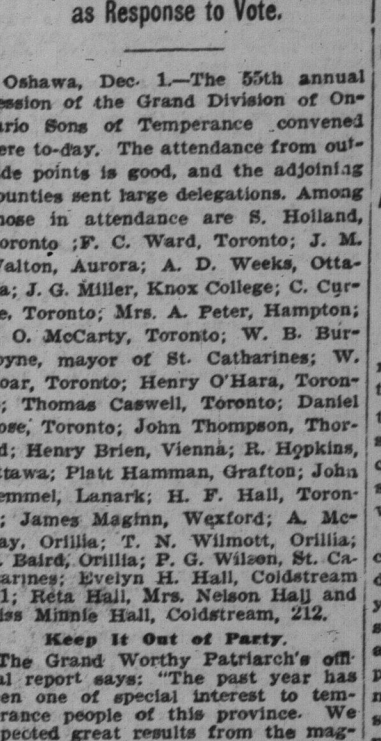 as Response to Vote.
Oshawa, Dec. 1.—The 55th annual
ession of the Grand Division of On-
ario Sons of Temperance convened
ere to-day. The attendance from out-
de points is good, and the adjoining
ounties sent large delegations. Among
hose in attendance are S. Holland,
oronto ;F. C. Ward, Toronto; J. M.
Walton, Aurora; A. D. Weeks, Otta-
a; J. G. Miller, Knox College; C. Cur-
e, Toronto; Mrs. A. Peter, Hampton;
O. McCarty, Toronto; W. B. Bur-
oyne, mayor of St. Catharines; W.
oar, Toronto; Henry O'Hara, Toron-
; Thomas Caswell, Toronto; Daniel
ose, Toronto; John Thompson, Thor-
d; Henry Brien, Vienna; R. Hopkins,
ttawa; Platt Hamman, Grafton; John
emmel, Lanark; H. F. Hall, Toron-
; James Maginn, Wexford; A. Mc-
ay, Orillia; T. N. Wilmott, Orillia;
. Baird, Orillia; P. G. Wilson, St. Ca-
arines; Evelyn H. Hall, Coldstream
1; Reta Hall, Mrs. Nelson Hall and
iss Minnie Hall, Coldstream, 212.
Keep It Out of Party.
The Grand Worthy Patriarch's offi-
al report says: "The past year has
en one of special interest to tem-
rance people of this province. We
pected great results from the mag-